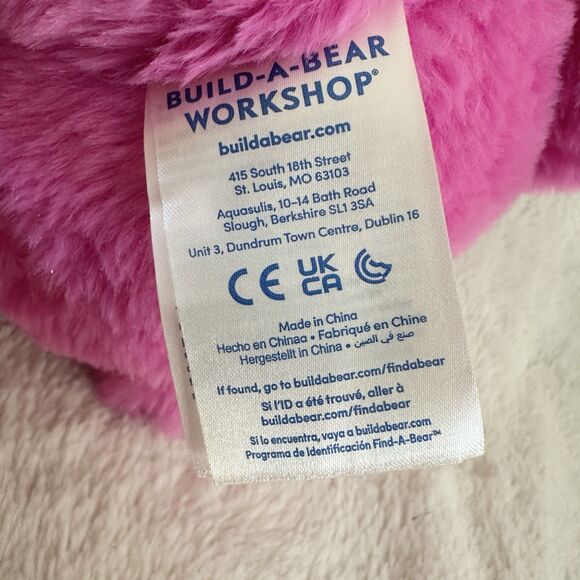 BUILD-A-BEAR
WORKSHOP®
buildabear.com
415 South 18th Street
St. Louis, MO 63103
Aquasulis, 10-14 Bath Road
Slough, Berkshire SL1 3SA
Unit 3, Dundrum Town Centre, Dublin 16
CE UK CA
Made in China
Hecho en Chinaa • Fabriqué en Chine
Hergestellt in China • صنع في الصين
If found, go to buildabear.com/findabear
Si l'ID a été trouvé, aller à
buildabear.com/findabear
Si lo encuentra, vaya a buildabear.com
Programa de Identificación Find-A-Bear™